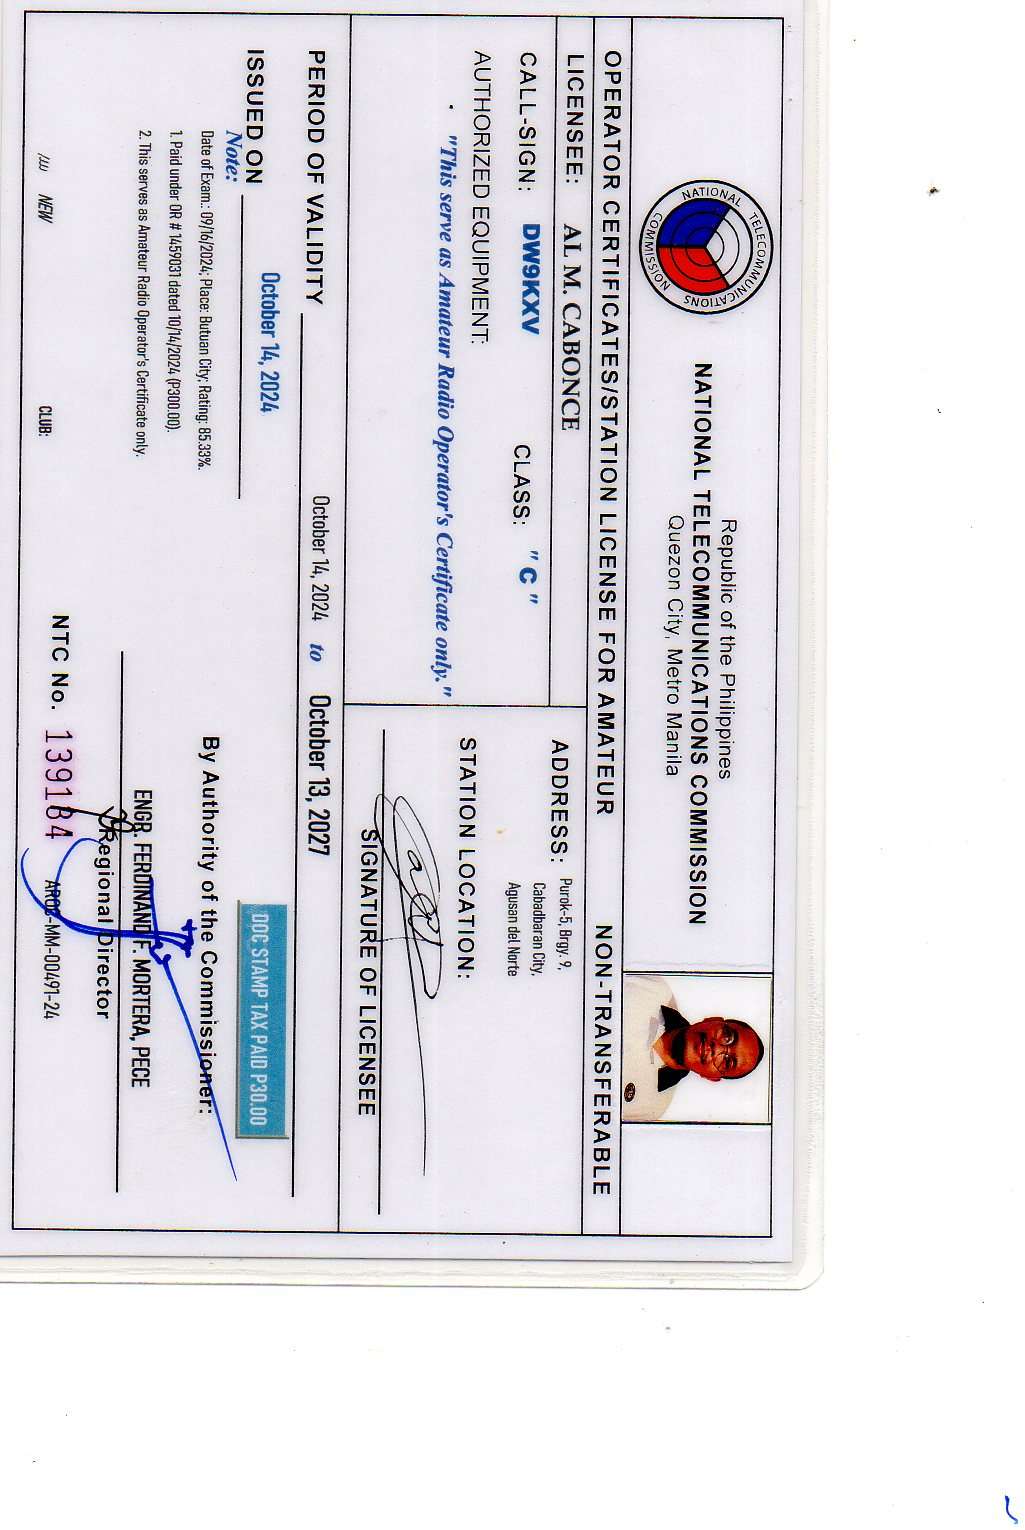 NATIONAL TELECOMMUNICATIONS COMMISSION
Republic of the Philippines
NATIONAL TELECOMMUNICATIONS COMMISSION
Quezon City, Metro Manila
OPERATOR CERTIFICATES/STATION LICENSE FOR AMATEUR NON-TRANSFERABLE
LICENSEE: AL M. CABONCE
CALL-SIGN: DW9KXV CLASS: "C"
AUTHORIZED EQUIPMENT:
"This serve as Amateur Radio Operator's Certificate only."
ADDRESS: Purok-5, Brgy. 9,
Cabadbaran City,
Agusan del Norte
STATION LOCATION:
SIGNATURE OF LICENSEE
PERIOD OF VALIDITY October 14, 2024 to October 13, 2027
ISSUED ON October 14, 2024
Note:
Date of Exam.: 09/16/2024; Place: Butuan City; Rating: 85.33%.
1. Paid under OR # 1459031 dated 10/14/2024 (P300.00).
2. This serves as Amateur Radio Operator's Certificate only.
NEW CLUB:
DOC STAMP TAX PAID P30.00
By Authority of the Commissioner:
ENGR. FERDINAND F. MORTERA, PECE
Regional Director
NTC No. 139184 -MM-00491-24